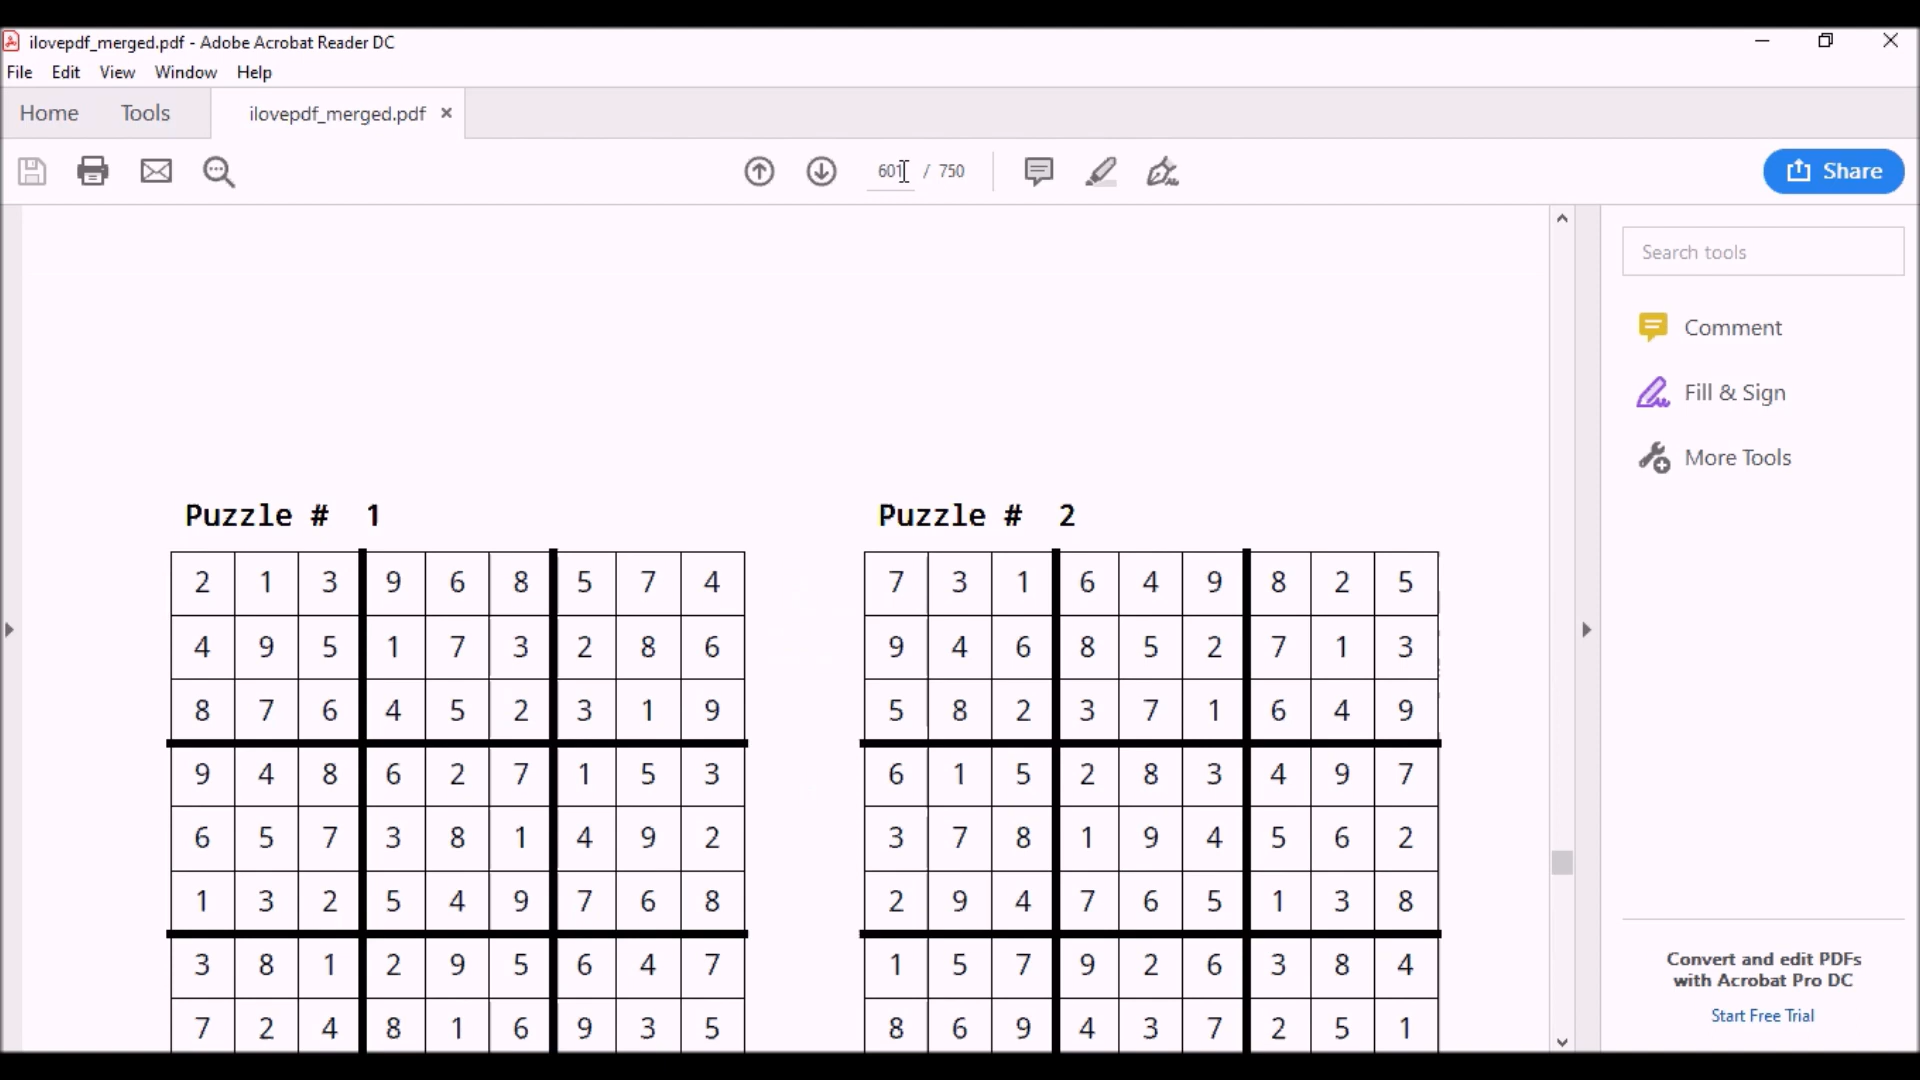 ilovepdf_merged.pdf - Adobe Acrobat Reader DC
File Edit View Window Help
Home Tools ilovepdf_merged.pdf ×
601 / 750
Share
Search tools
Comment
Fill & Sign
More Tools
Puzzle # 1 Puzzle # 2
2 1 3 9 6 8 5 7 4 7 3 1 6 4 9 8 2 5
4 9 5 1 7 3 2 8 6 9 4 6 8 5 2 7 1 3
8 7 6 4 5 2 3 1 9 5 8 2 3 7 1 6 4 9
9 4 8 6 2 7 1 5 3 6 1 5 2 8 3 4 9 7
6 5 7 3 8 1 4 9 2 3 7 8 1 9 4 5 6 2
1 3 2 5 4 9 7 6 8 2 9 4 7 6 5 1 3 8
3 8 1 2 9 5 6 4 7 1 5 7 9 2 6 3 8 4
7 2 4 8 1 6 9 3 5 8 6 9 4 3 7 2 5 1
Convert and edit PDFs
with Acrobat Pro DC
Start Free Trial